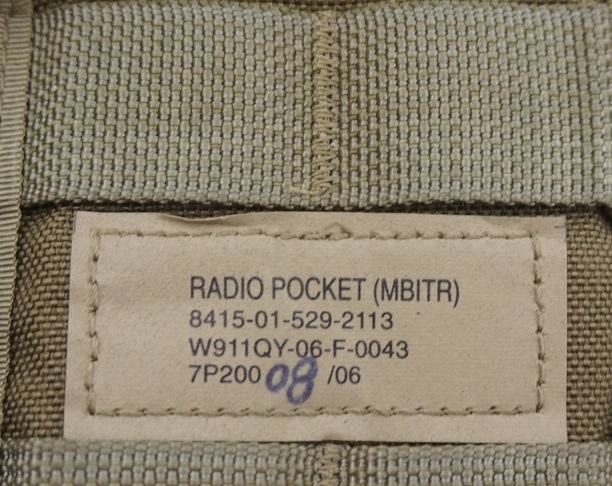 RADIO POCKET (MBITR)
8415-01-529-2113
W911QY-06-F-0043
7P200 08 /06